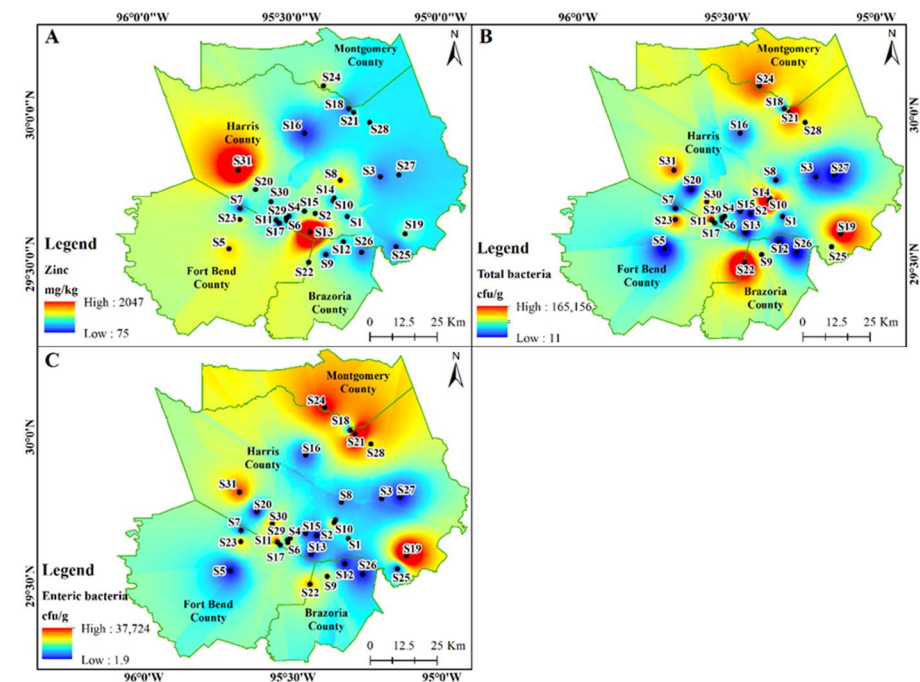 96°0'0"W 95°30'0"W 95°0'0"W 96°0'0"W 95°30'0"W 95°0'0"W
A
N
Montgomery
County
S24
S18
S21
S28
S16
Harris
County
S31
S3
S27
S20
S8
S14
S30
S7
S10
S29
S4
S15
S23
S11
S2
S1
S6
S17
S13
S19
S5
S12
S26
S25
S9
S22
Fort Bend
County
Brazoria
County
Legend
Zinc
mg/kg
High : 2047
Low : 75
0 12.5 25 Km
30°0'0"N
29°30'0"N
B
N
Montgomery
County
S24
S18
S21
S28
S16
Harris
County
S31
S3
S27
S20
S8
S30
S14
S7
S10
S29
S4
S15
S23
S11
S2
S1
S6
S17
S13
S19
S5
S12
S26
S25
S9
S22
Fort Bend
County
Brazoria
County
Legend
Total bacteria
cfu/g
High : 165,156
Low : 11
0 12.5 25 Km
30°0'0"N
29°30'0"N
C
N
Montgomery
County
S24
S18
S21
S28
S16
Harris
County
S31
S3
S27
S20
S8
S30
S7
S10
S29
S4
S15
S23
S11
S2
S1
S6
S17
S13
S19
S5
S12
S26
S25
S9
S22
Fort Bend
County
Brazoria
County
Legend
Enteric bacteria
cfu/g
High : 37,724
Low : 1.9
0 12.5 25 Km
30°0'N
29°30'0"N
96°0'0"W 95°30'0"W 95°0'0"W